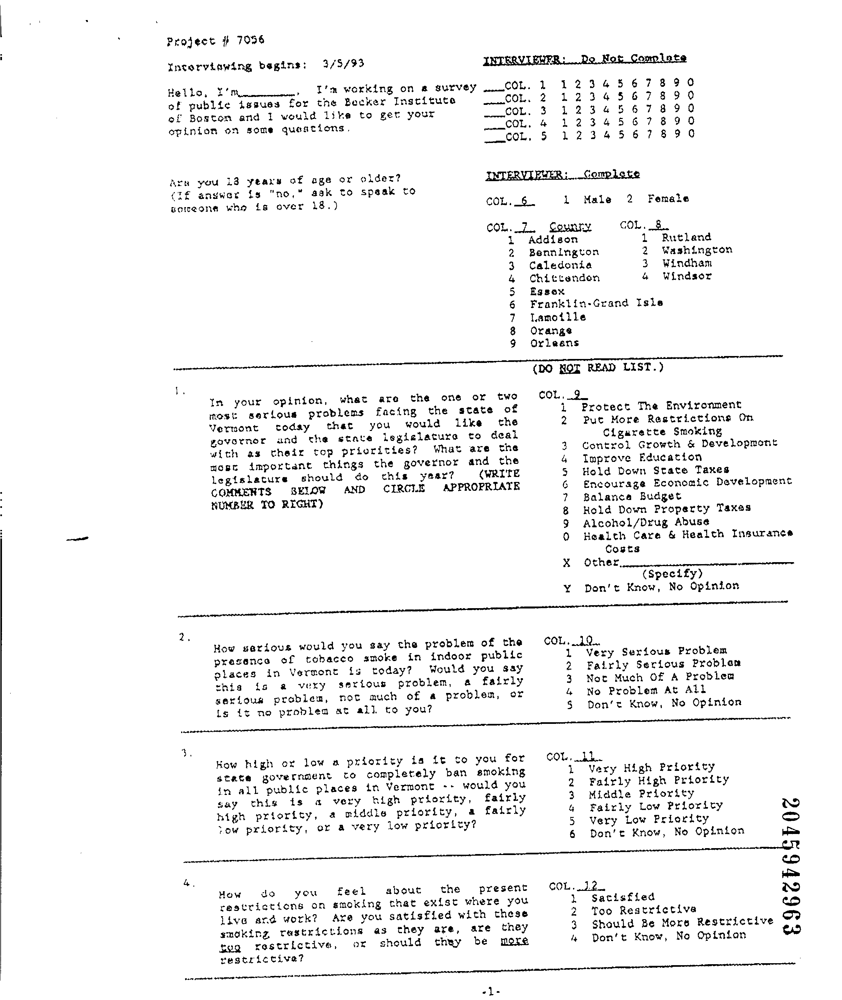 Project # 7056
Interviewing begins: 3/5/93
Hello, I'm________. I'm working on a survey
of public issues for the Becker Institute
of Boston and I would like to get your
opinion on some questions.
INTERVIEWER: Do Not Complete
___COL. 1 1 2 3 4 5 6 7 8 9 0
___COL. 2 1 2 3 4 5 6 7 8 9 0
___COL. 3 1 2 3 4 5 6 7 8 9 0
___COL. 4 1 2 3 4 5 6 7 8 9 0
___COL. 5 1 2 3 4 5 6 7 8 9 0
Are you 18 years of age or older?
(If answer is "no," ask to speak to
someone who is over 18.)
INTERVIEWER: Complete
COL. 6 1 Male 2 Female
COL. 7 County COL. 8
1 Addison 1 Rutland
2 Bennington 2 Washington
3 Caledonia 3 Windham
4 Chittenden 4 Windsor
5 Essex
6 Franklin-Grand Isle
7 Lamoille
8 Orange
9 Orleans
(DO NOT READ LIST.)
1.
In your opinion, what are the one or two
most serious problems facing the state of
Vermont today that you would like the
governor and the state legislature to deal
with as their top priorities? What are the
most important things the governor and the
legislature should do this year? (WRITE
COMMENTS BELOW AND CIRCLE APPROPRIATE
NUMBER TO RIGHT)
COL. 9
1 Protect The Environment
2 Put More Restrictions On
Cigarette Smoking
3 Control Growth & Development
4 Improve Education
5 Hold Down State Taxes
6 Encourage Economic Development
7 Balance Budget
8 Hold Down Property Taxes
9 Alcohol/Drug Abuse
0 Health Care & Health Insurance
Costs
X Other________________
(Specify)
Y Don't Know, No Opinion
2.
How serious would you say the problem of the
presence of tobacco smoke in indoor public
places in Vermont is today? Would you say
this is a very serious problem, a fairly
serious problem, not much of a problem, or
is it no problem at all to you?
COL. 10
1 Very Serious Problem
2 Fairly Serious Problem
3 Not Much Of A Problem
4 No Problem At All
5 Don't Know, No Opinion
3.
How high or low a priority is it to you for
state government to completely ban smoking
in all public places in Vermont -- would you
say this is a very high priority, fairly
high priority, a middle priority, a fairly
low priority, or a very low priority?
COL. 11
1 Very High Priority
2 Fairly High Priority
3 Middle Priority
4 Fairly Low Priority
5 Very Low Priority
6 Don't Know, No Opinion
4.
How do you feel about the present
restrictions on smoking that exist where you
live and work? Are you satisfied with these
smoking restrictions as they are, are they
too restrictive, or should they be more
restrictive?
COL. 12
1 Satisfied
2 Too Restrictive
3 Should Be More Restrictive
4 Don't Know, No Opinion
2045942963
-1-